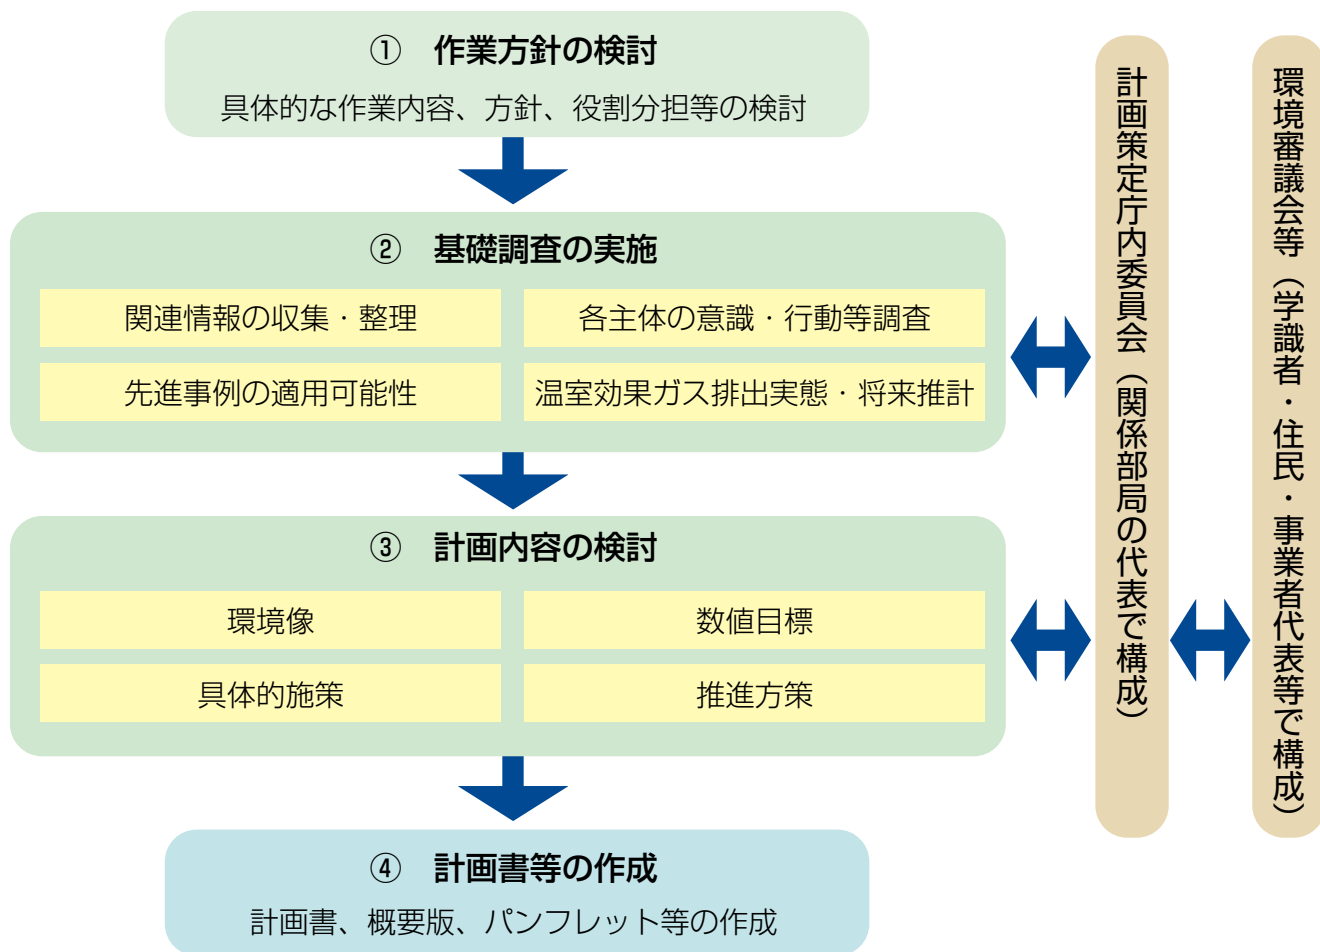 ① 作業方針の検討
具体的な作業内容、方針、役割分担等の検討
② 基礎調査の実施
関連情報の収集・整理
各主体の意識・行動等調査
先進事例の適用可能性
温室効果ガス排出実態・将来推計
③ 計画内容の検討
環境像
数値目標
具体的施策
推進方策
④ 計画書等の作成
計画書、概要版、パンフレット等の作成
計画策定庁内委員会（関係部局の代表で構成）
環境審議会等（学識者・住民・事業者代表等で構成）